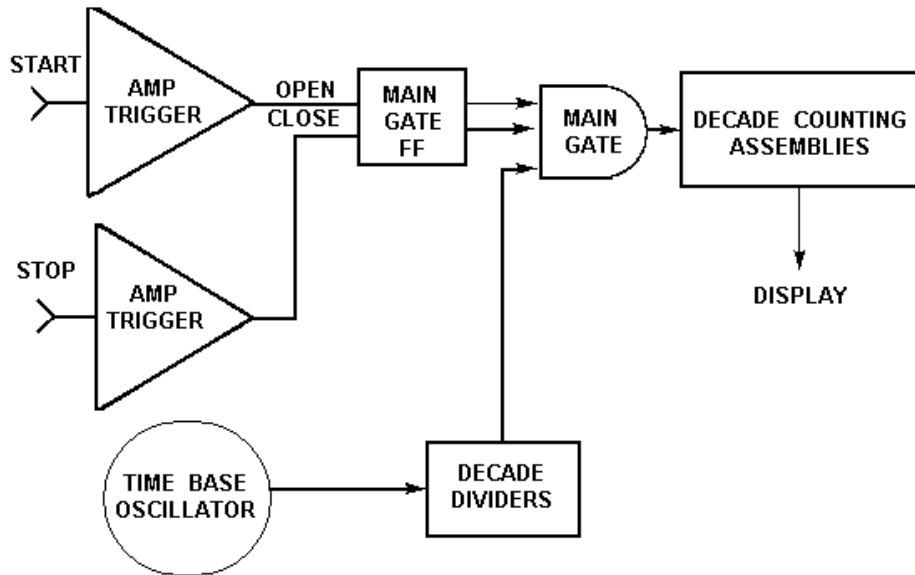 START
AMP
TRIGGER
OPEN
CLOSE
MAIN
GATE
FF
MAIN
GATE
DECADE COUNTING
ASSEMBLIES
STOP
AMP
TRIGGER
DISPLAY
TIME BASE
OSCILLATOR
DECADE
DIVIDERS